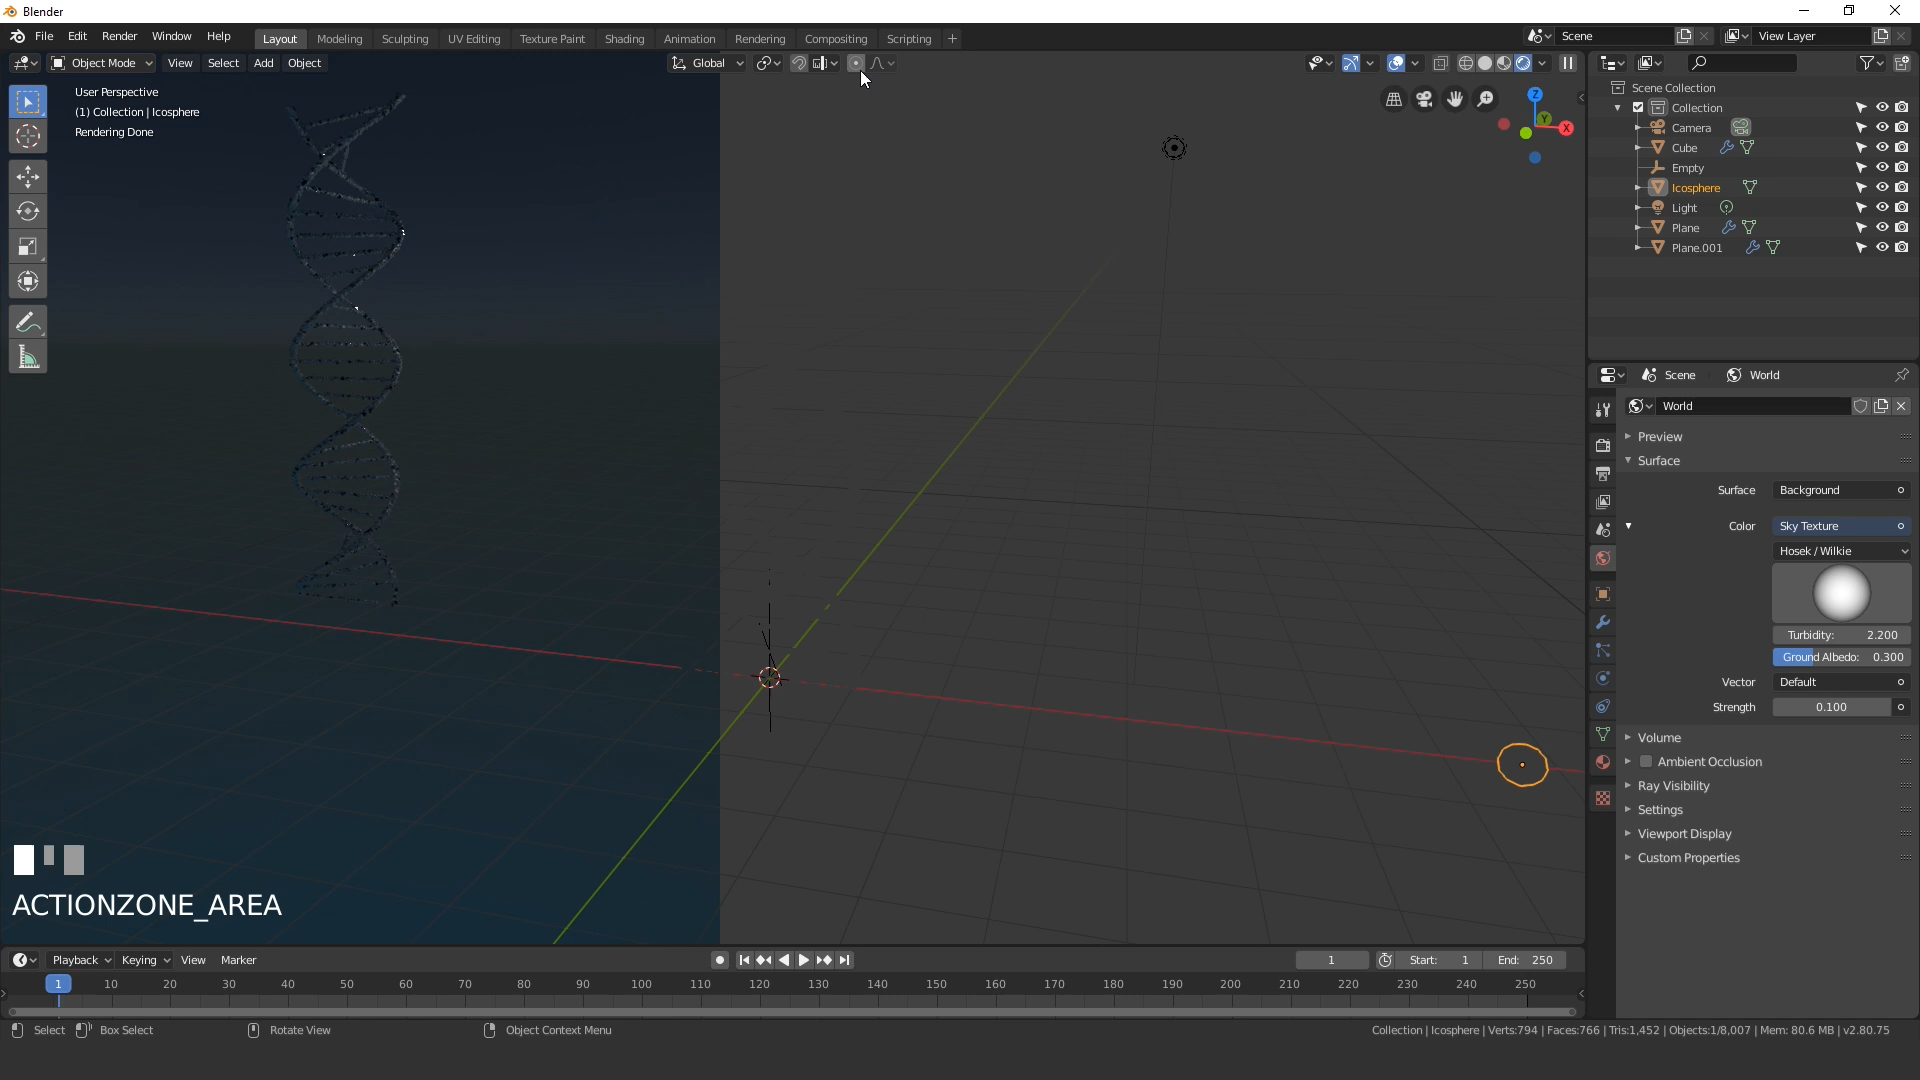 Blender
File Edit Render Window Help Layout Modeling Sculpting UV Editing Texture Paint Shading Animation Rendering Compositing Scripting + Scene View Layer
Object Mode View Select Add Object Global
User Perspective
(1) Collection | Icosphere
Rendering Done
Z
Y
X
Scene Collection
Collection
Camera
Cube
Empty
Icosphere
Light
Plane
Plane.001
Scene World
World
Preview
Surface
Surface Background
Color Sky Texture
Hosek / Wilkie
Turbidity: 2.200
Ground Albedo: 0.300
Vector Default
Strength 0.100
Volume
Ambient Occlusion
Ray Visibility
Settings
Viewport Display
Custom Properties
ACTIONZONE_AREA
Playback Keying View Marker 1 Start: 1 End: 250
1 10 20 30 40 50 60 70 80 90 100 110 120 130 140 150 160 170 180 190 200 210 220 230 240 250
Select Box Select Rotate View Object Context Menu Collection | Icosphere | Verts:794 | Faces:766 | Tris:1,452 | Objects:1/8,007 | Mem: 80.6 MB | v2.80.75